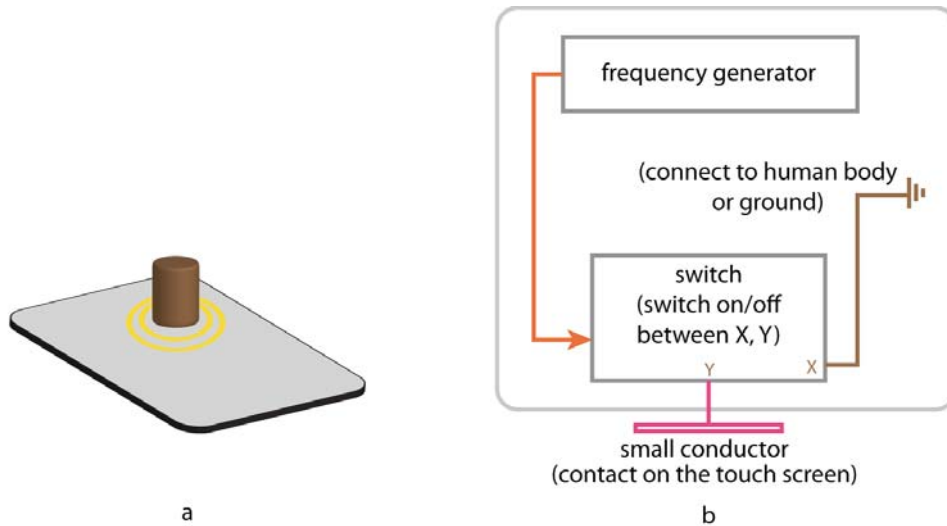 frequency generator
(connect to human body
or ground)
switch
(switch on/off
between X, Y)
Y
X
small conductor
(contact on the touch screen)
a
b